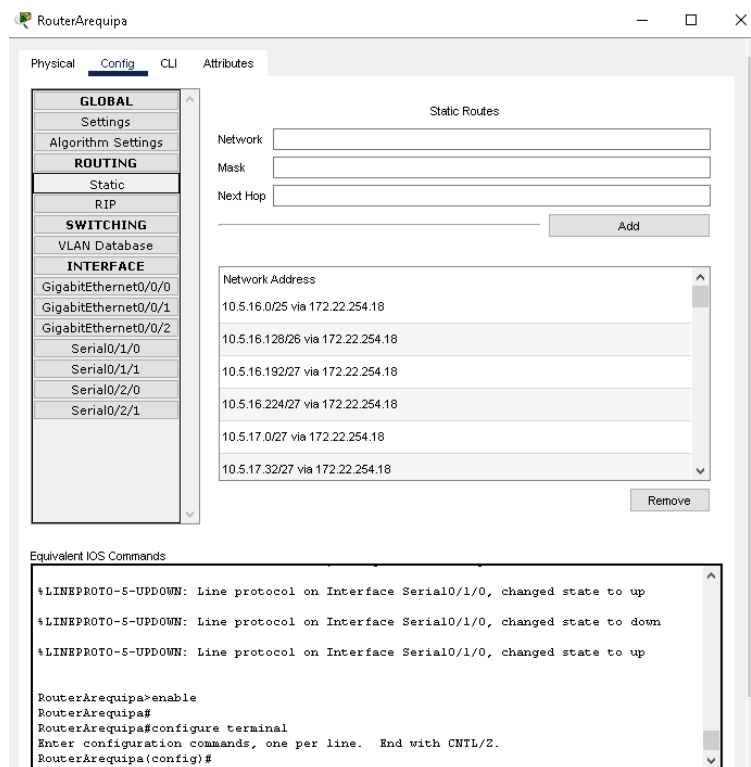 RouterArequipa
Physical Config CLI Attributes
GLOBAL
Settings
Algorithm Settings
ROUTING
Static
RIP
SWITCHING
VLAN Database
INTERFACE
GigabitEthernet0/0/0
GigabitEthernet0/0/1
GigabitEthernet0/0/2
Serial0/1/0
Serial0/1/1
Serial0/2/0
Serial0/2/1
Static Routes
Network
Mask
Next Hop
Add
Network Address
10.5.16.0/25 via 172.22.254.18
10.5.16.128/26 via 172.22.254.18
10.5.16.192/27 via 172.22.254.18
10.5.16.224/27 via 172.22.254.18
10.5.17.0/27 via 172.22.254.18
10.5.17.32/27 via 172.22.254.18
Remove
Equivalent IOS Commands
%LINEPROTO-5-UPDOWN: Line protocol on Interface Serial0/1/0, changed state to up
%LINEPROTO-5-UPDOWN: Line protocol on Interface Serial0/1/0, changed state to down
%LINEPROTO-5-UPDOWN: Line protocol on Interface Serial0/1/0, changed state to up
RouterArequipa>enable
RouterArequipa#
RouterArequipa#configure terminal
Enter configuration commands, one per line. End with CNTL/Z.
RouterArequipa(config)#